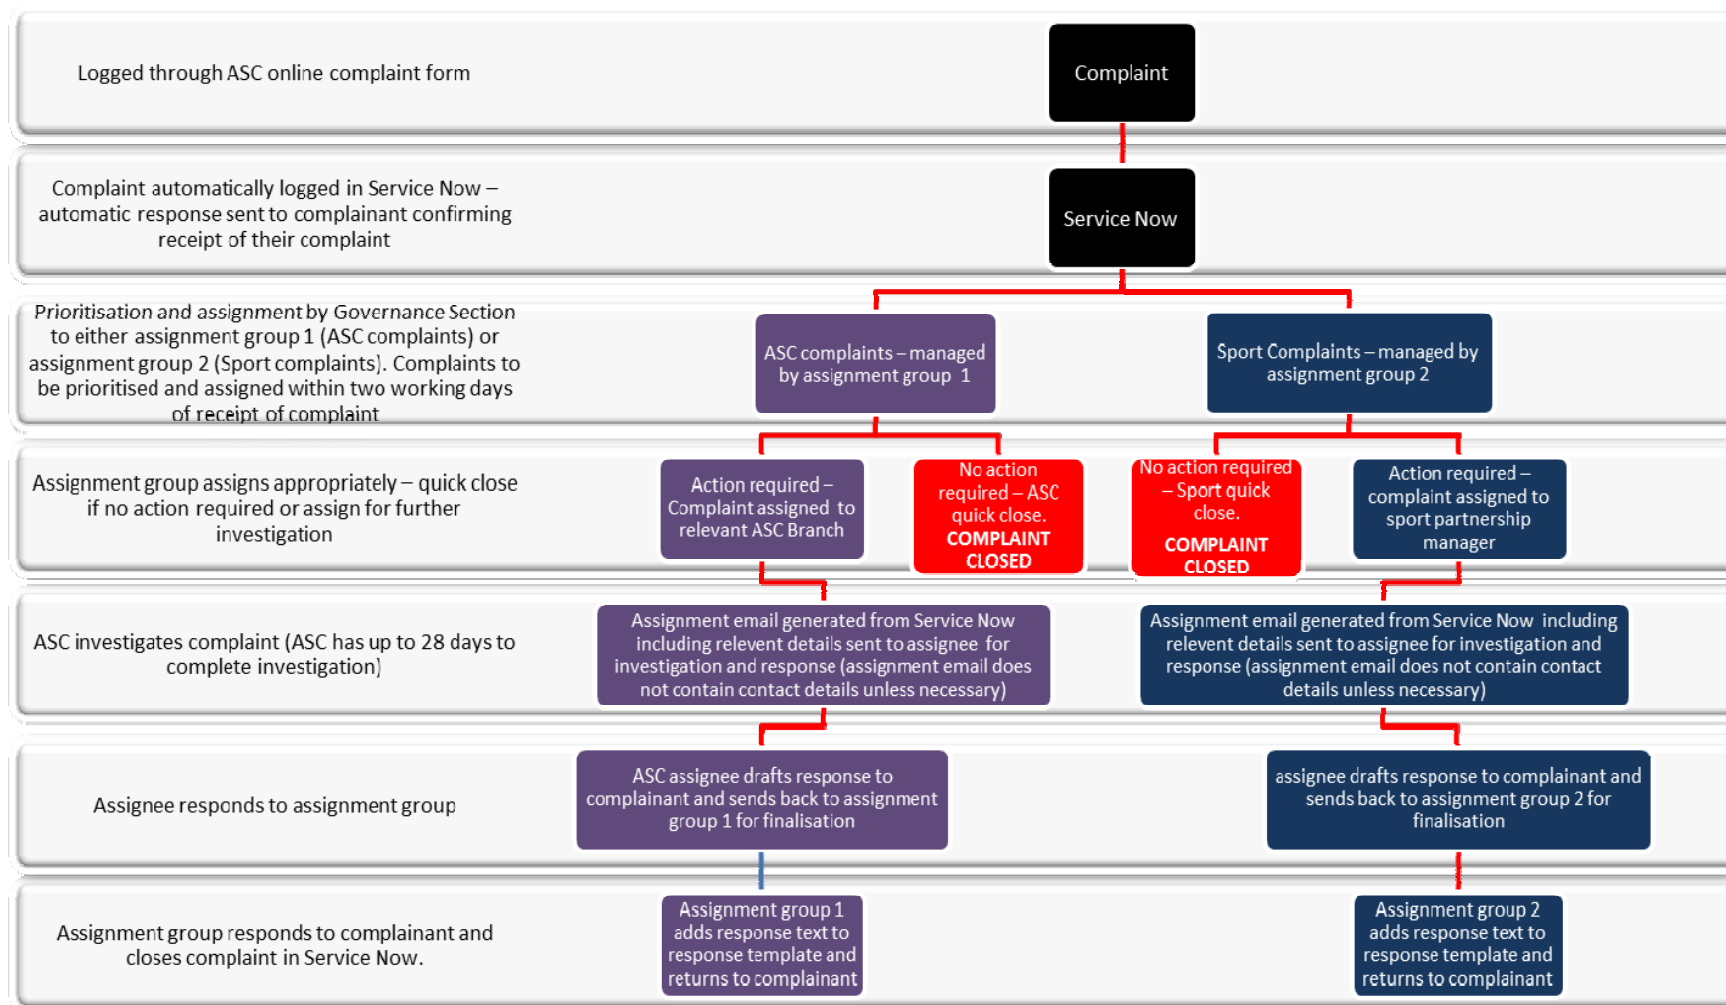 Logged through ASC online complaint form
Complaint
Complaint automatically logged in Service Now –
automatic response sent to complainant confirming
receipt of their complaint
Service Now
Prioritisation and assignment by Governance Section
to either assignment group 1 (ASC complaints) or
assignment group 2 (Sport complaints). Complaints to
be prioritised and assigned within two working days
of receipt of complaint
ASC complaints – managed
by assignment group 1
Sport Complaints – managed by
assignment group 2
Assignment group assigns appropriately – quick close
if no action required or assign for further
investigation
Action required –
Complaint assigned to
relevant ASC Branch
No action
required – ASC
quick close.
COMPLAINT
CLOSED
No action required
– Sport quick
close.
COMPLAINT
CLOSED
Action required –
complaint assigned to
sport partnership
manager
ASC investigates complaint (ASC has up to 28 days to
complete investigation)
Assignment email generated from Service Now
including relevent details sent to assignee for
investigation and response (assignment email does
not contain contact details unless necessary)
Assignment email generated from Service Now including
relevent details sent to assignee for investigation and
response (assignment email does not contain contact
details unless necessary)
Assignee responds to assignment group
ASC assignee drafts response to
complainant and sends back to assignment
group 1 for finalisation
assignee drafts response to complainant and
sends back to assignment group 2 for
finalisation
Assignment group responds to complainant and
closes complaint in Service Now.
Assignment group 1
adds response text to
response template and
returns to complainant
Assignment group 2
adds response text to
response template and
returns to complainant